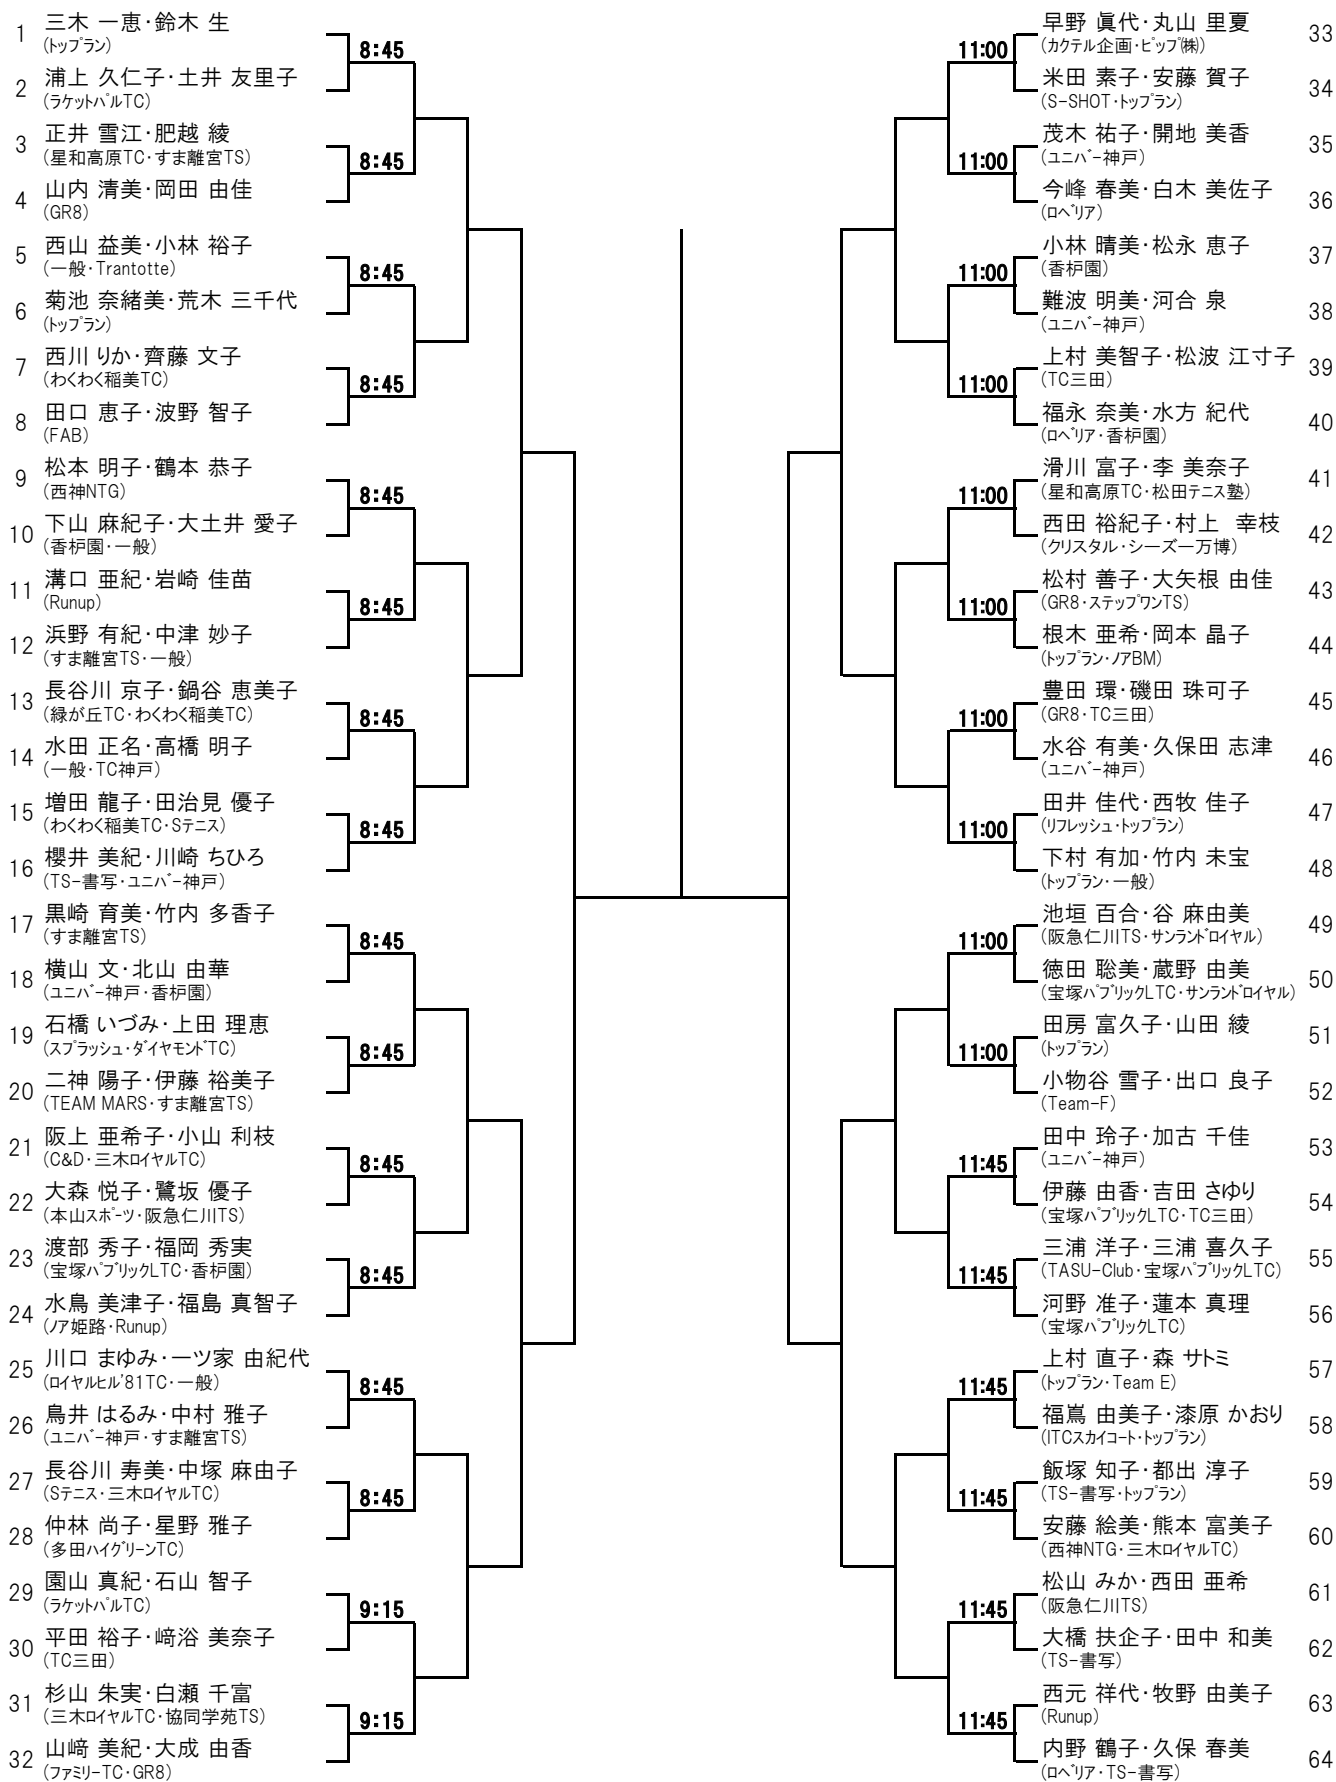 1 三木 一恵・鈴木 生
(トップラン)
8:45
2 浦上 久仁子・土井 友里子
(ラケットパルTC)
3 正井 雪江・肥越 綾
(星和高原TC・すま離宮TS)
8:45
4 山内 清美・岡田 由佳
(GR8)
5 西山 益美・小林 裕子
(一般・Trantotte)
8:45
6 菊池 奈緒美・荒木 三千代
(トップラン)
7 西川 りか・齊藤 文子
(わくわく稲美TC)
8:45
8 田口 恵子・波野 智子
(FAB)
9 松本 明子・鶴本 恭子
(西神NTG)
8:45
10 下山 麻紀子・大土井 愛子
(香枦園・一般)
11 溝口 亜紀・岩崎 佳苗
(Runup)
8:45
12 浜野 有紀・中津 妙子
(すま離宮TS・一般)
13 長谷川 京子・鍋谷 恵美子
(緑が丘TC・わくわく稲美TC)
8:45
14 水田 正名・高橋 明子
(一般・TC神戸)
15 増田 龍子・田治見 優子
(わくわく稲美TC・Sテニス)
8:45
16 櫻井 美紀・川崎 ちひろ
(TS-書写・ユニバー神戸)
17 黒崎 育美・竹内 多香子
(すま離宮TS)
8:45
18 横山 文・北山 由華
(ユニバー神戸・香枦園)
19 石橋 いづみ・上田 理恵
(スプラッシュ・ダイヤモンドTC)
8:45
20 二神 陽子・伊藤 裕美子
(TEAM MARS・すま離宮TS)
21 阪上 亜希子・小山 利枝
(C&D・三木ロイヤルTC)
8:45
22 大森 悦子・鷺坂 優子
(本山スポーツ・阪急仁川TS)
23 渡部 秀子・福岡 秀実
(宝塚パブリックLTC・香枦園)
8:45
24 水鳥 美津子・福島 真智子
(ノア姫路・Runup)
25 川口 まゆみ・一ツ家 由紀代
(ロイヤルヒル'81TC・一般)
8:45
26 鳥井 はるみ・中村 雅子
(ユニバー神戸・すま離宮TS)
27 長谷川 寿美・中塚 麻由子
(Sテニス・三木ロイヤルTC)
8:45
28 仲林 尚子・星野 雅子
(多田ハイグリーンTC)
29 園山 真紀・石山 智子
(ラケットパルTC)
9:15
30 平田 裕子・﨑浴 美奈子
(TC三田)
31 杉山 朱実・白瀬 千富
(三木ロイヤルTC・協同学苑TS)
9:15
32 山﨑 美紀・大成 由香
(ファミリーTC・GR8)
早野 眞代・丸山 里夏 33
(カクテル企画・ピップ㈱)
11:00
米田 素子・安藤 賀子 34
(S-SHOT・トップラン)
茂木 祐子・開地 美香 35
(ユニバー神戸)
11:00
今峰 春美・白木 美佐子 36
(ロベリア)
小林 晴美・松永 恵子 37
(香枦園)
11:00
難波 明美・河合 泉 38
(ユニバー神戸)
上村 美智子・松波 江寸子 39
(TC三田)
11:00
福永 奈美・水方 紀代 40
(ロベリア・香枦園)
滑川 富子・李 美奈子 41
(星和高原TC・松田テニス塾)
11:00
西田 裕紀子・村上 幸枝 42
(クリスタル・シーズー万博)
松村 善子・大矢根 由佳 43
(GR8・ステップワンTS)
11:00
根木 亜希・岡本 晶子 44
(トップラン・ノアBM)
豊田 環・磯田 珠可子 45
(GR8・TC三田)
11:00
水谷 有美・久保田 志津 46
(ユニバー神戸)
田井 佳代・西牧 佳子 47
(リフレッシュ・トップラン)
11:00
下村 有加・竹内 未宝 48
(トップラン・一般)
池垣 百合・谷 麻由美 49
(阪急仁川TS・サンランドロイヤル)
11:00
徳田 聡美・蔵野 由美 50
(宝塚パブリックLTC・サンランドロイヤル)
田房 富久子・山田 綾 51
(トップラン)
11:00
小物谷 雪子・出口 良子 52
(Team-F)
田中 玲子・加古 千佳 53
(ユニバー神戸)
11:45
伊藤 由香・吉田 さゆり 54
(宝塚パブリックLTC・TC三田)
三浦 洋子・三浦 喜久子 55
(TASU-Club・宝塚パブリックLTC)
11:45
河野 准子・蓮本 真理 56
(宝塚パブリックLTC)
上村 直子・森 サトミ 57
(トップラン・Team E)
11:45
福嶌 由美子・漆原 かおり 58
(ITCスカイコート・トップラン)
飯塚 知子・都出 淳子 59
(TS-書写・トップラン)
11:45
安藤 絵美・熊本 富美子 60
(西神NTG・三木ロイヤルTC)
松山 みか・西田 亜希 61
(阪急仁川TS)
11:45
大橋 扶企子・田中 和美 62
(TS-書写)
西元 祥代・牧野 由美子 63
(Runup)
11:45
内野 鶴子・久保 春美 64
(ロベリア・TS-書写)